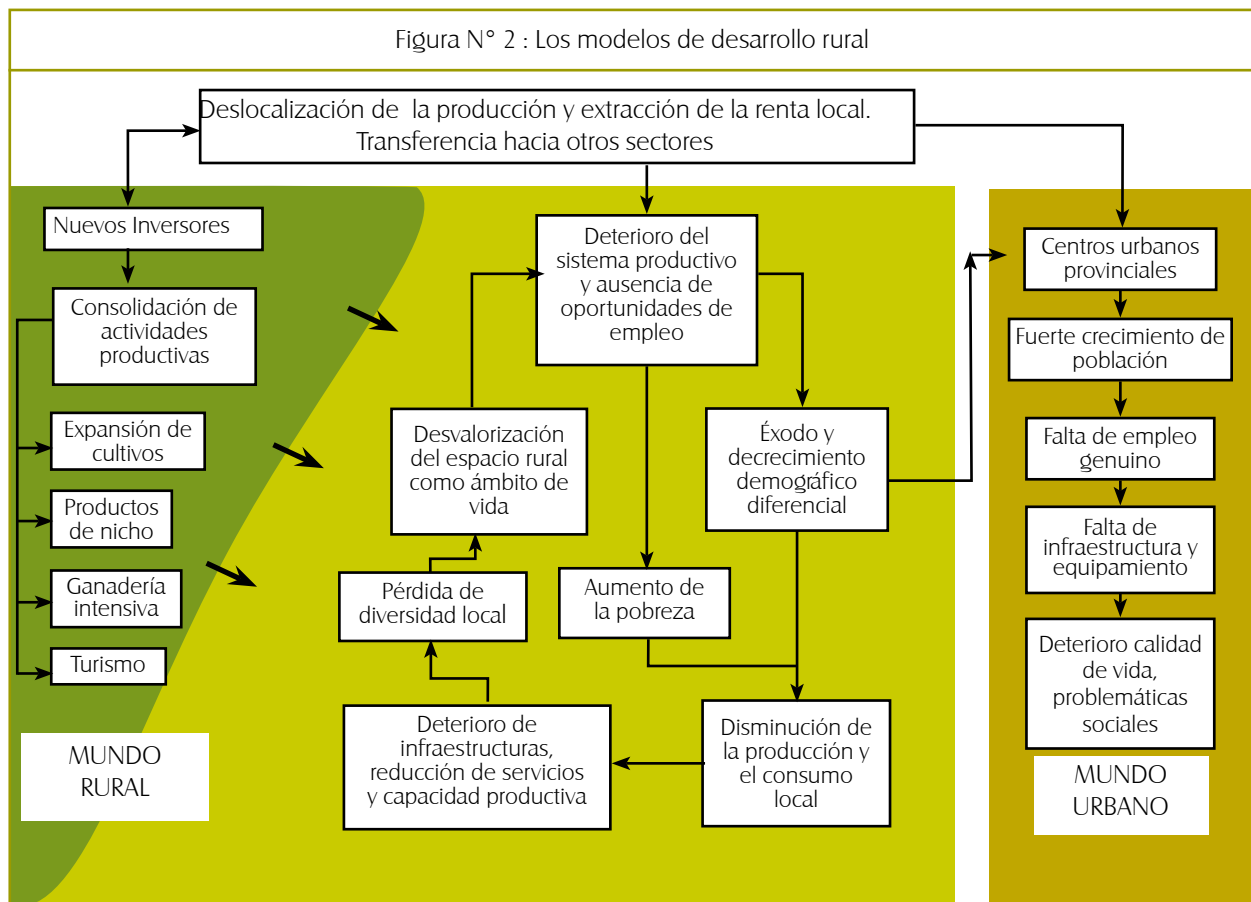 Figura N° 2 : Los modelos de desarrollo rural
Deslocalización de la producción y extracción de la renta local.
Transferencia hacia otros sectores
Nuevos Inversores
Consolidación de
actividades
productivas
Expansión de
cultivos
Productos
de nicho
Ganadería
intensiva
Turismo
MUNDO
RURAL
Deterioro del
sistema productivo
y ausencia de
oportunidades de
empleo
Desvalorización
del espacio rural
como ámbito de
vida
Éxodo y
decrecimiento
demográfico
diferencial
Pérdida de
diversidad local
Aumento de
la pobreza
Deterioro de
infraestructuras,
reducción de servicios
y capacidad productiva
Disminución de
la producción y
el consumo
local
Centros urbanos
provinciales
Fuerte crecimiento de
población
Falta de empleo
genuino
Falta de
infraestructura y
equipamiento
Deterioro calidad
de vida,
problemáticas
sociales
MUNDO
URBANO